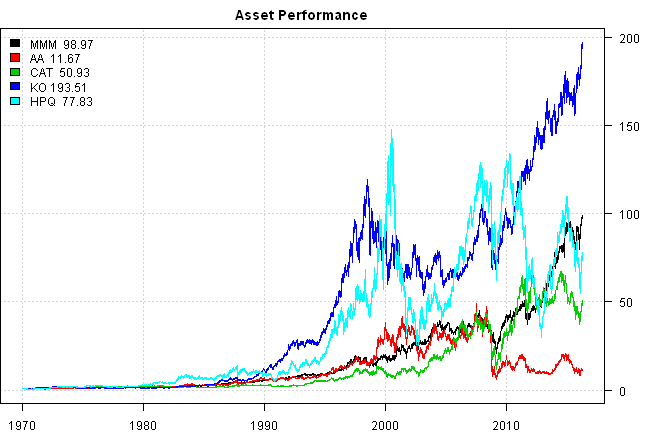 Asset Performance
MMM 98.97
AA 11.67
CAT 50.93
KO 193.51
HPQ 77.83
200
150
100
50
0
1970 1980 1990 2000 2010